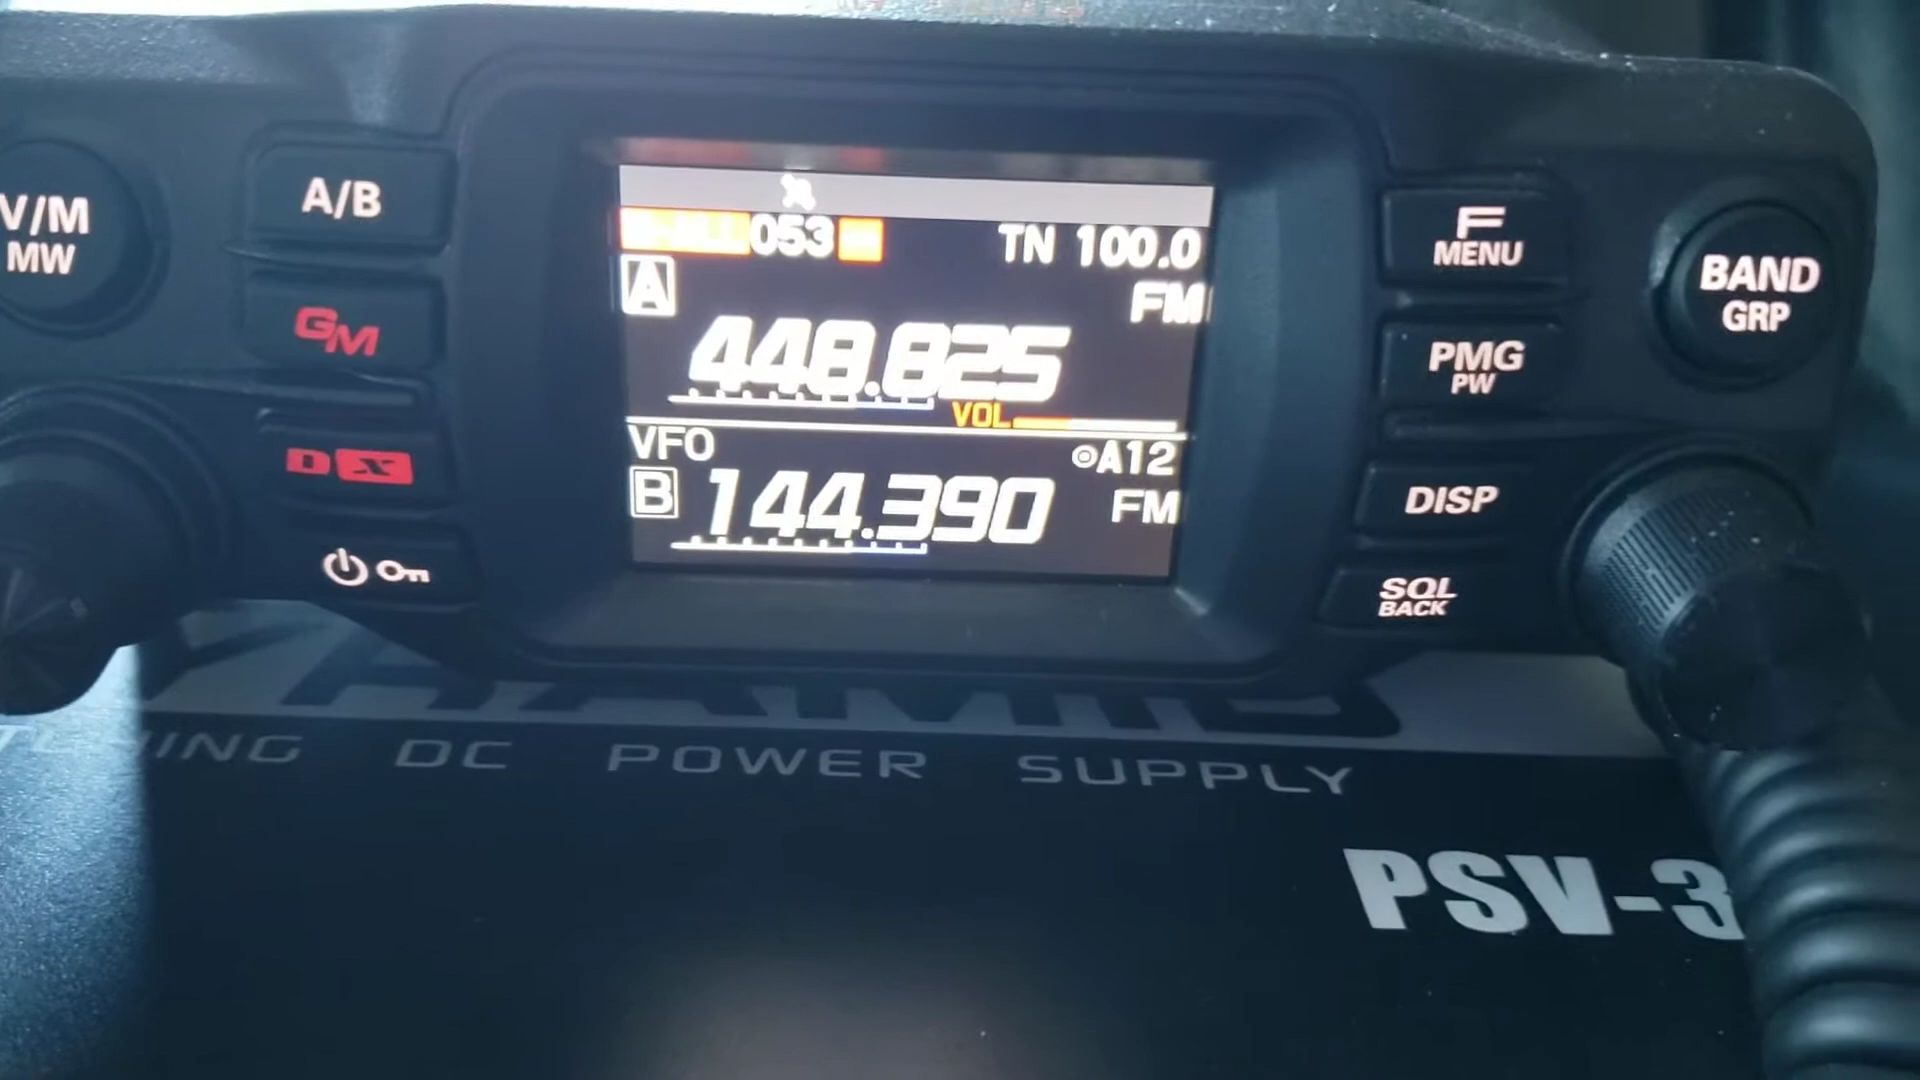 V/M
MW
A/B
GM
DX
053
TN 100.0
A
FM
448.825
VOL
VFO
A12
B
144.390
FM
F
MENU
PMG
PW
DISP
SQL
BACK
BAND
GRP
DC POWER SUPPLY
PSV-3